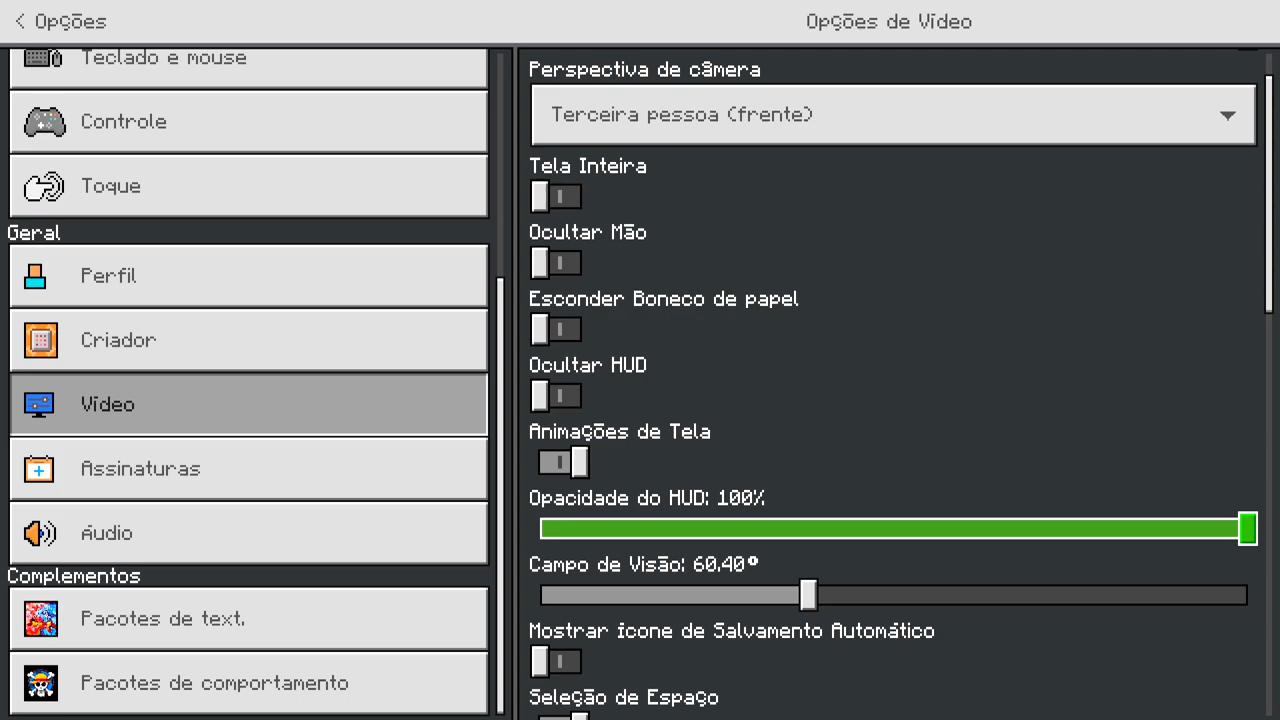 Opções
Opções de Vídeo
Teclado e mouse
Controle
Toque
Geral
Perfil
Criador
Vídeo
Assinaturas
Áudio
Complementos
Pacotes de text.
Pacotes de comportamento
Perspectiva de câmera
Terceira pessoa (frente)
Tela Inteira
Ocultar Mão
Esconder Boneco de papel
Ocultar HUD
Animações de Tela
Opacidade do HUD: 100%
Campo de Visão: 60.40°
Mostrar ícone de Salvamento Automático
Seleção de Espaço